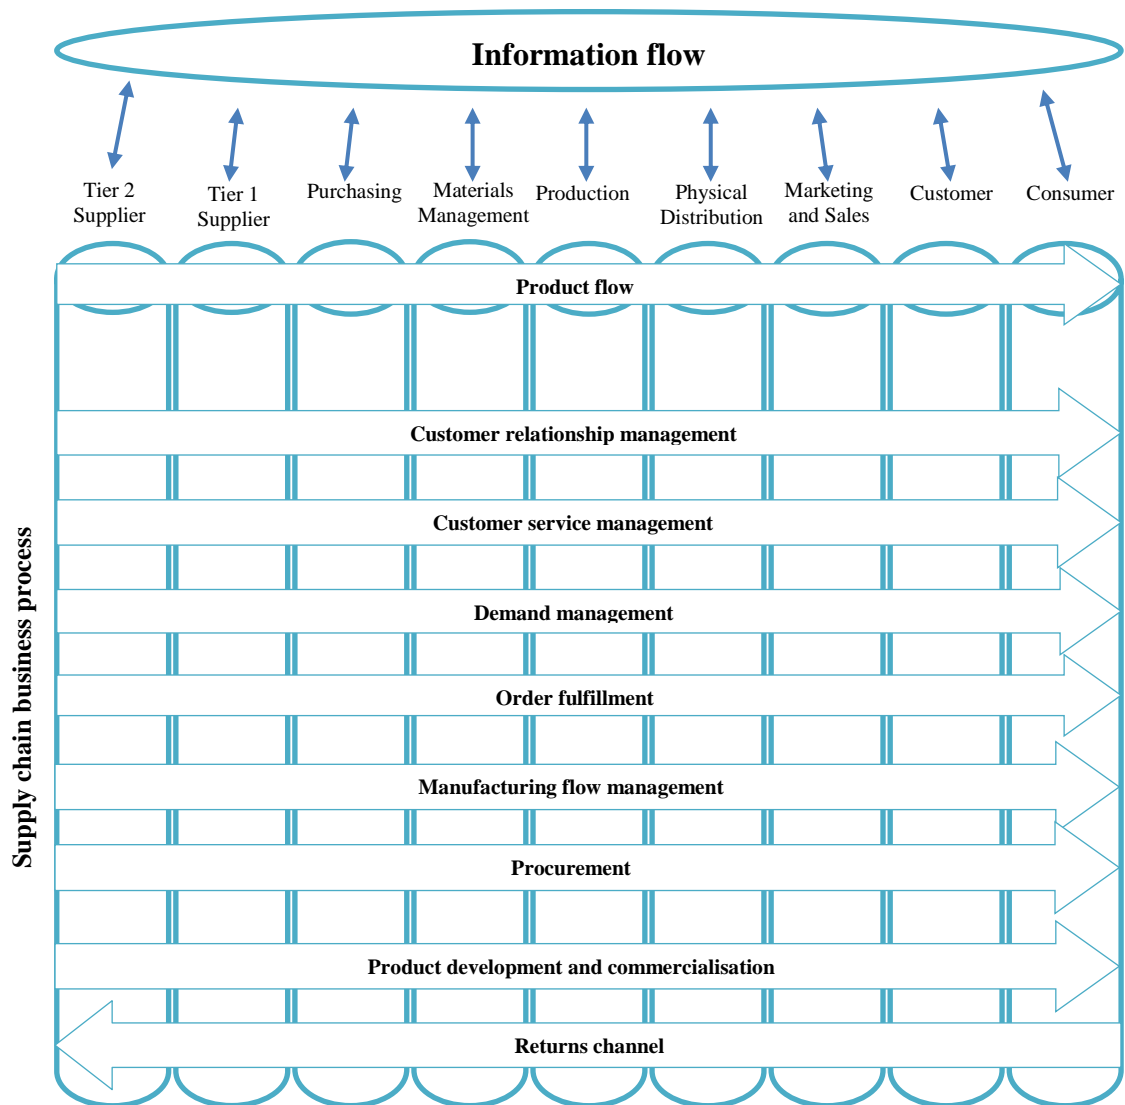 Information flow
Tier 2
Supplier
Tier 1
Supplier
Purchasing
Materials
Management
Production
Physical
Distribution
Marketing
and Sales
Customer
Consumer
Product flow
Customer relationship management
Customer service management
Demand management
Order fulfillment
Manufacturing flow management
Procurement
Product development and commercialisation
Returns channel
Supply chain business process